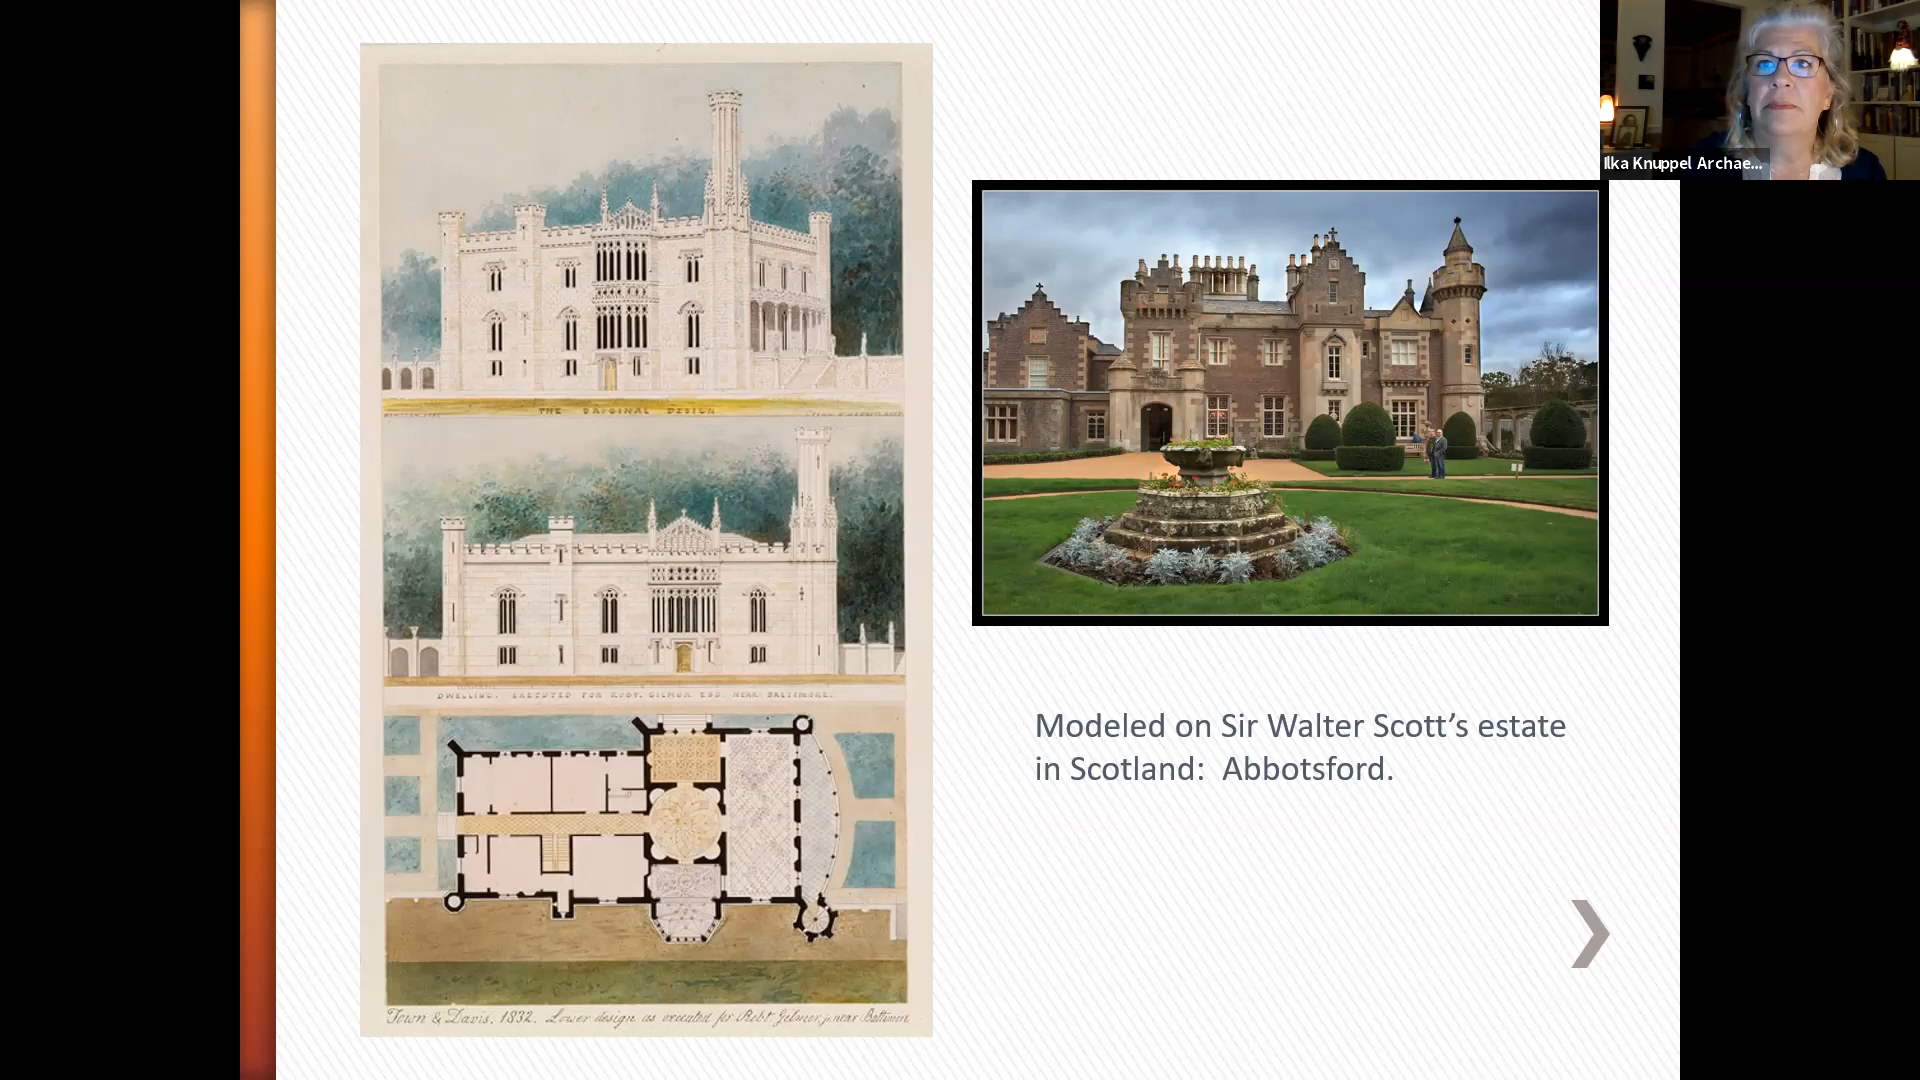 Ilka Knuppel Archae...
THE ORIGINAL DESIGN
DWELLING. EXECUTED FOR ROBT. GILMOR ESQ. NEAR BALTIMORE.
Town & Davis, 1832. Lower design as executed for Robt Gilmor, jr. near Baltimore.
Modeled on Sir Walter Scott’s estate
in Scotland:  Abbotsford.